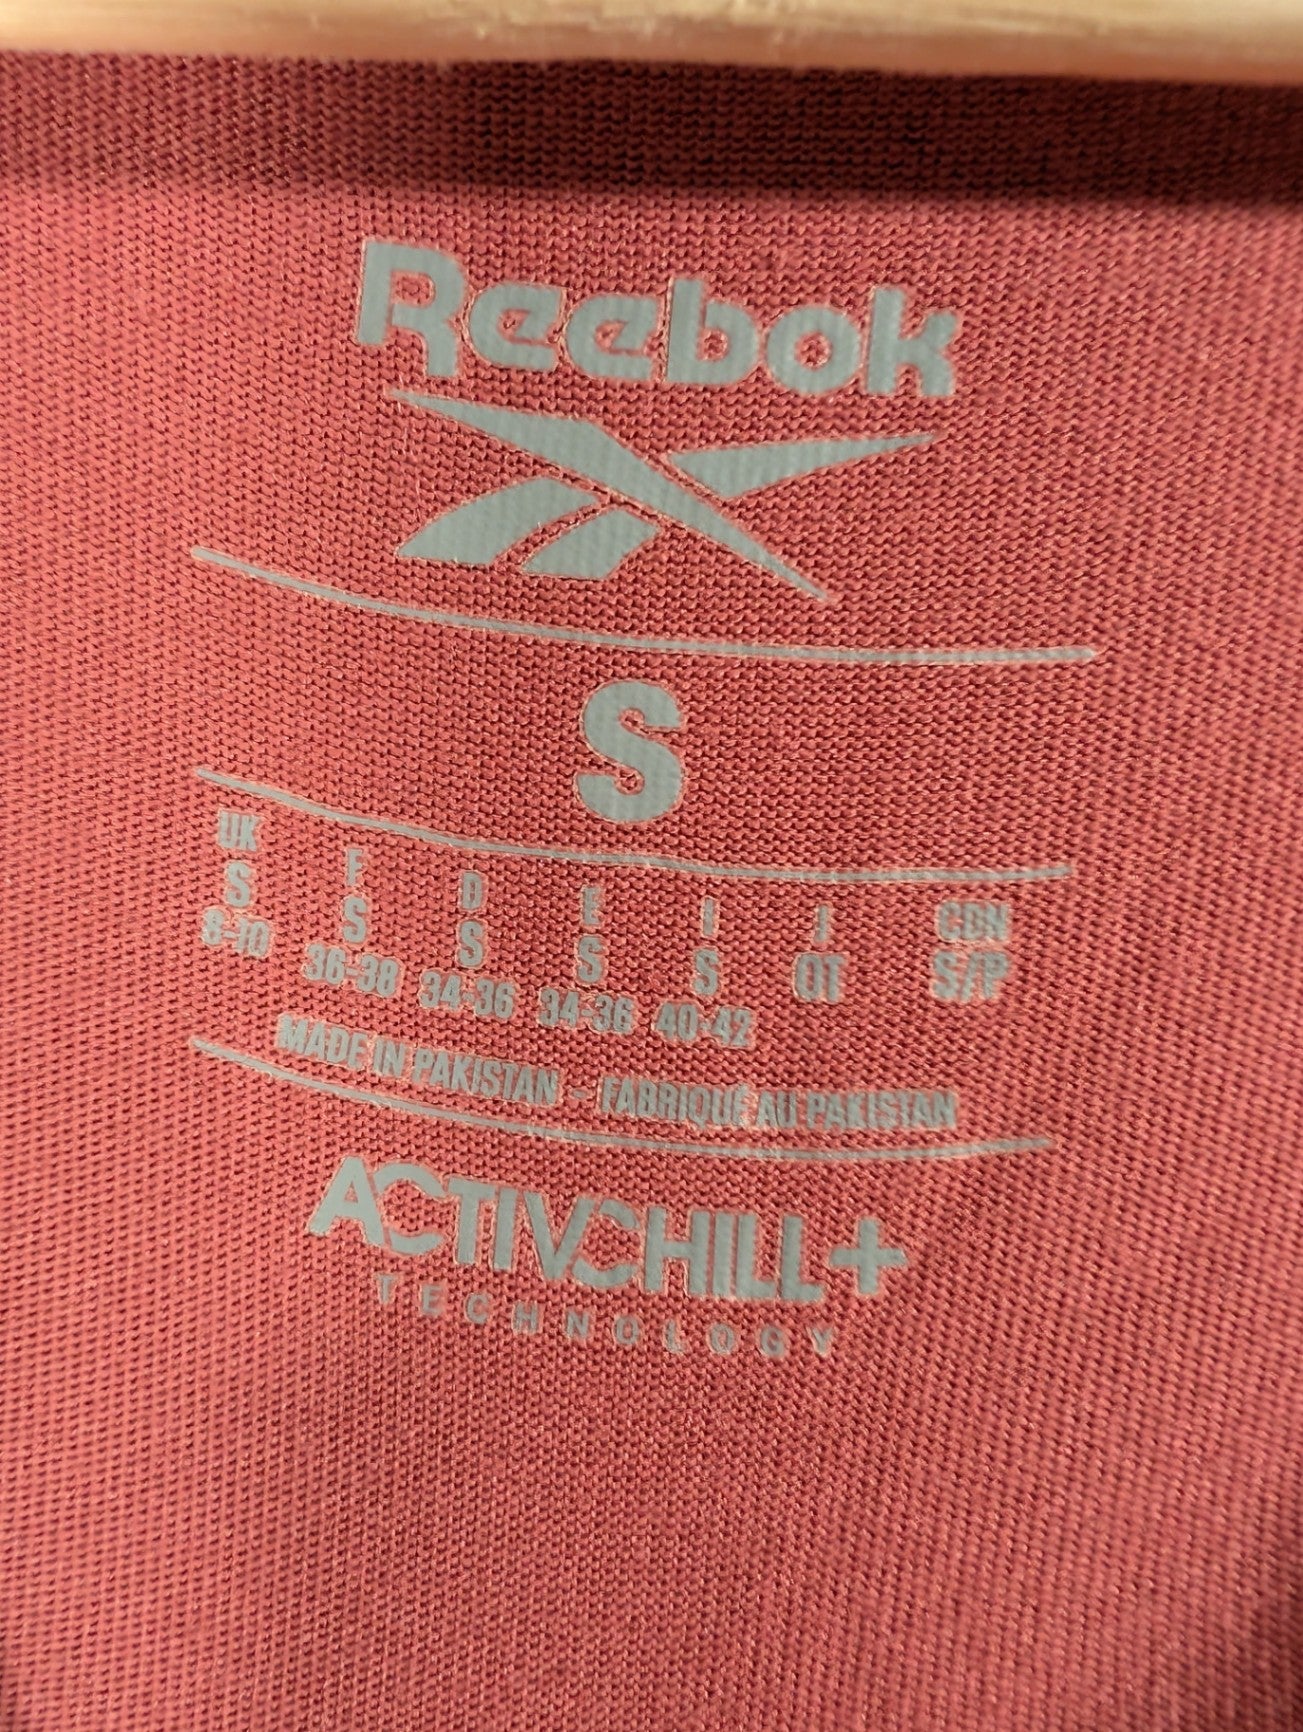 Reebok
S
UK F D E I J CDN
S S S S S OT S/P
8-10 36-38 34-36 34-36 40-42
MADE IN PAKISTAN - FABRIQUÉ AU PAKISTAN
ACTIVCHILL+
TECHNOLOGY